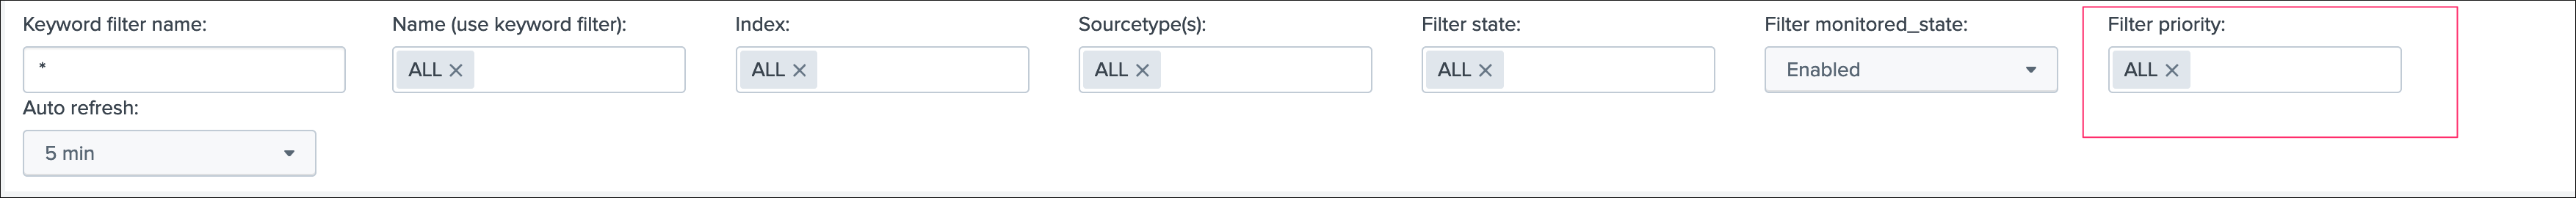 Keyword filter name: Name (use keyword filter): Index: Sourcetype(s): Filter state: Filter monitored_state: Filter priority:
* ALL × ALL × ALL × ALL × Enabled ALL ×
Auto refresh:
5 min